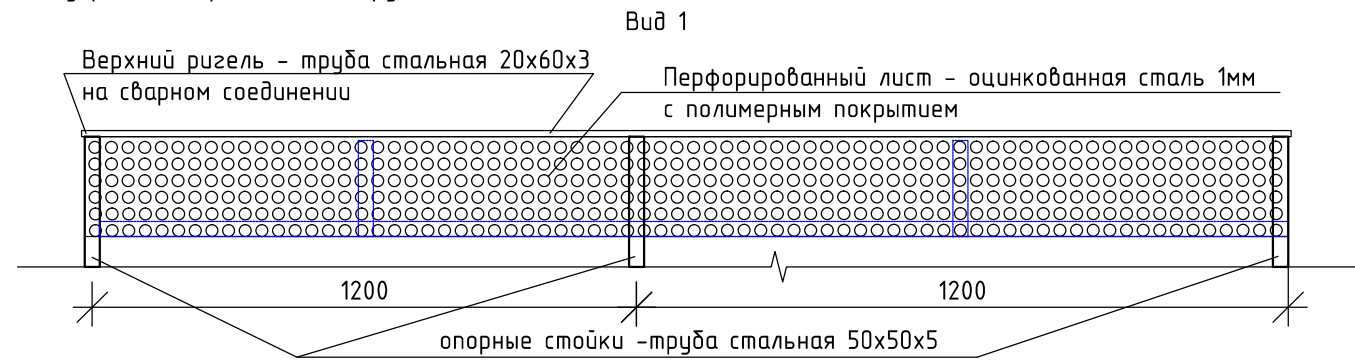 Вид 1
Верхний ригель - труба стальная 20х60х3
на сварном соединении
Перфорированный лист - оцинкованная сталь 1мм
с полимерным покрытием
1200
1200
опорные стойки -труба стальная 50х50х5